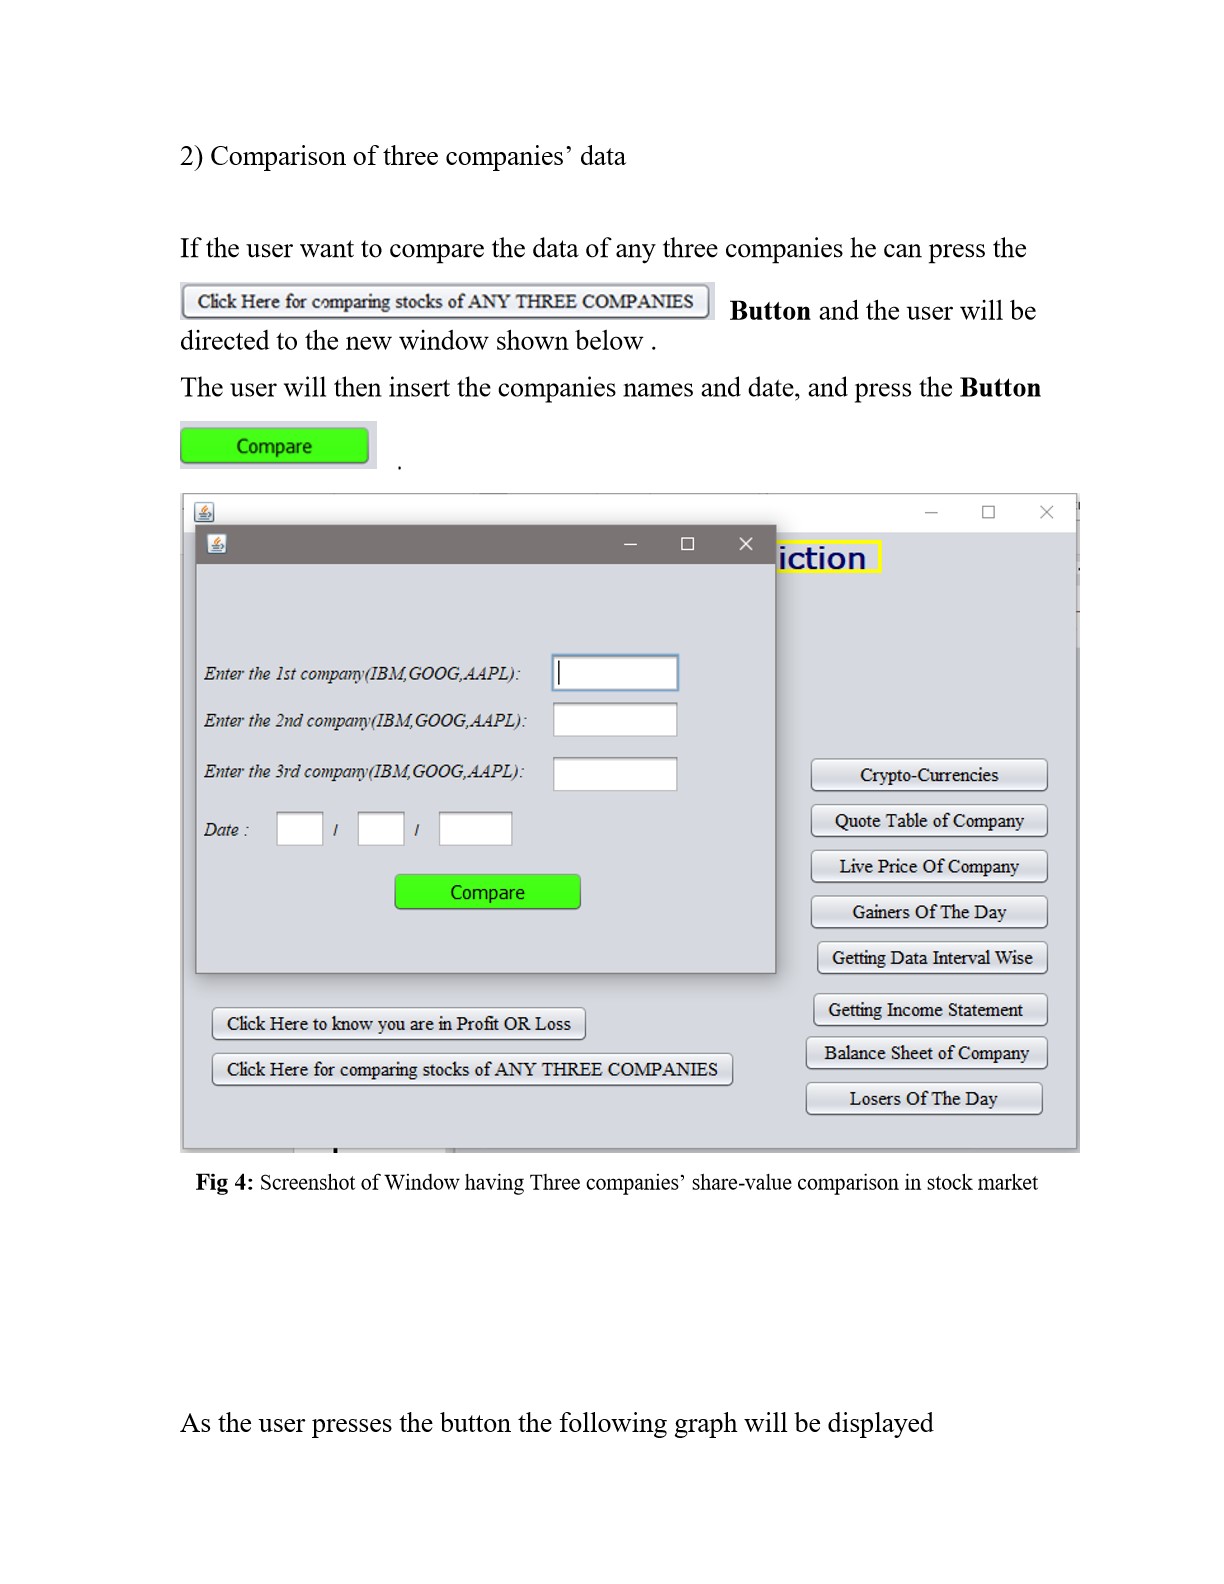 2) Comparison of three companies’ data
If the user want to compare the data of any three companies he can press the
Click Here for comparing stocks of ANY THREE COMPANIES Button and the user will be
directed to the new window shown below .
The user will then insert the companies names and date, and press the Button
Compare .
iction
Enter the 1st company(IBM,GOOG,AAPL):
Enter the 2nd company(IBM,GOOG,AAPL):
Enter the 3rd company(IBM,GOOG,AAPL):
Date : / /
Compare
Crypto-Currencies
Quote Table of Company
Live Price Of Company
Gainers Of The Day
Getting Data Interval Wise
Getting Income Statement
Balance Sheet of Company
Losers Of The Day
Click Here to know you are in Profit OR Loss
Click Here for comparing stocks of ANY THREE COMPANIES
Fig 4: Screenshot of Window having Three companies’ share-value comparison in stock market
As the user presses the button the following graph will be displayed